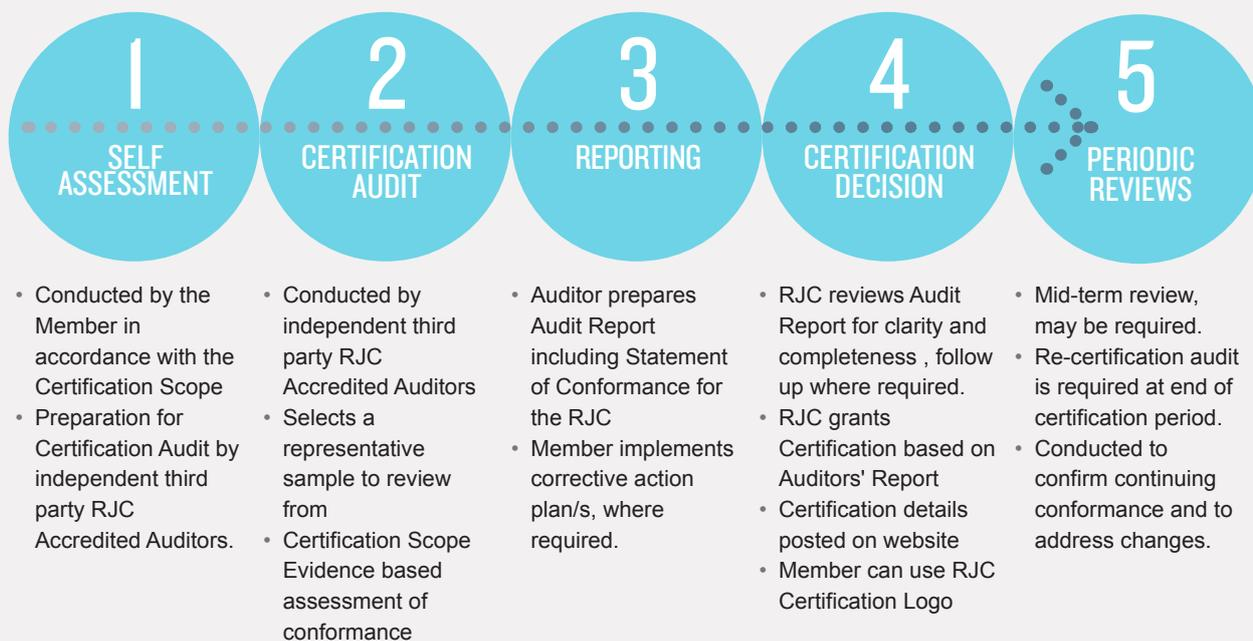 1
SELF
ASSESSMENT
• Conducted by the
Member in
accordance with the
Certification Scope
• Preparation for
Certification Audit by
independent third
party RJC
Accredited Auditors.
2
CERTIFICATION
AUDIT
• Conducted by
independent third
party RJC
Accredited Auditors
• Selects a
representative
sample to review
from
• Certification Scope
Evidence based
assessment of
conformance
3
REPORTING
• Auditor prepares
Audit Report
including Statement
of Conformance for
the RJC
• Member implements
corrective action
plan/s, where
required.
4
CERTIFICATION
DECISION
• RJC reviews Audit
Report for clarity and
completeness , follow
up where required.
• RJC grants
Certification based on
Auditors' Report
• Certification details
posted on website
• Member can use RJC
Certification Logo
5
PERIODIC
REVIEWS
• Mid-term review,
may be required.
• Re-certification audit
is required at end of
certification period.
• Conducted to
confirm continuing
conformance and to
address changes.